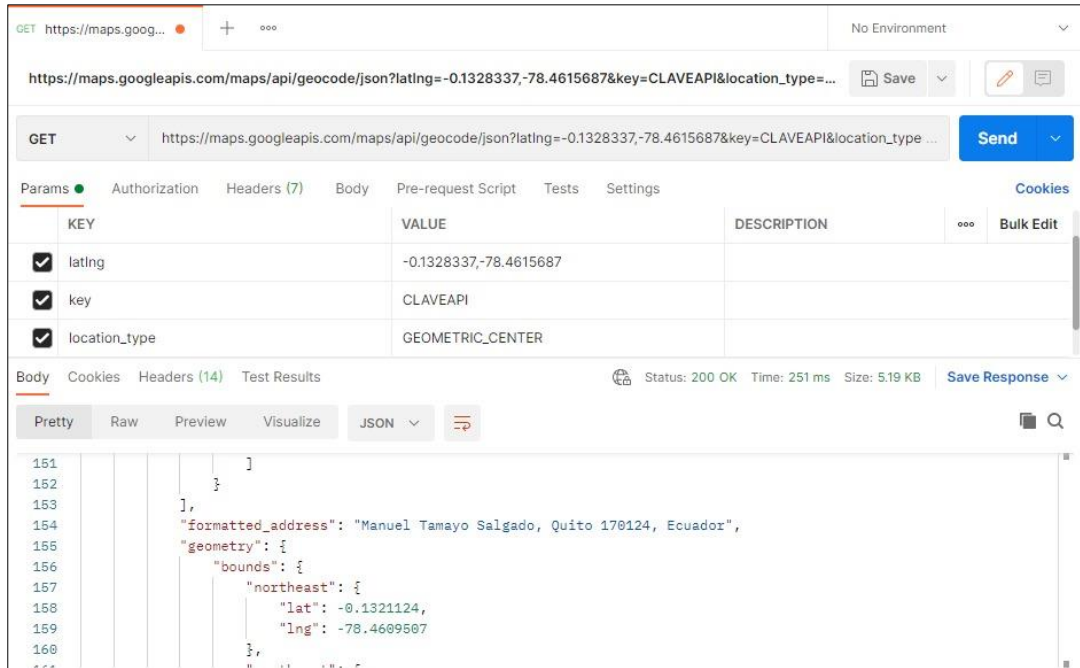 GET https://maps.goog... No Environment
https://maps.googleapis.com/maps/api/geocode/json?latlng=-0.1328337,-78.4615687&key=CLAVEAPI&location_type=... Save
GET https://maps.googleapis.com/maps/api/geocode/json?latlng=-0.1328337,-78.4615687&key=CLAVEAPI&location_type ... Send
Params Authorization Headers (7) Body Pre-request Script Tests Settings Cookies
KEY VALUE DESCRIPTION Bulk Edit
latlng -0.1328337,-78.4615687
key CLAVEAPI
location_type GEOMETRIC_CENTER
Body Cookies Headers (14) Test Results Status: 200 OK Time: 251 ms Size: 5.19 KB Save Response
Pretty Raw Preview Visualize JSON
151 ]
152 }
153 ],
154 "formatted_address": "Manuel Tamayo Salgado, Quito 170124, Ecuador",
155 "geometry": {
156 "bounds": {
157 "northeast": {
158 "lat": -0.1321124,
159 "lng": -78.4609507
160 },